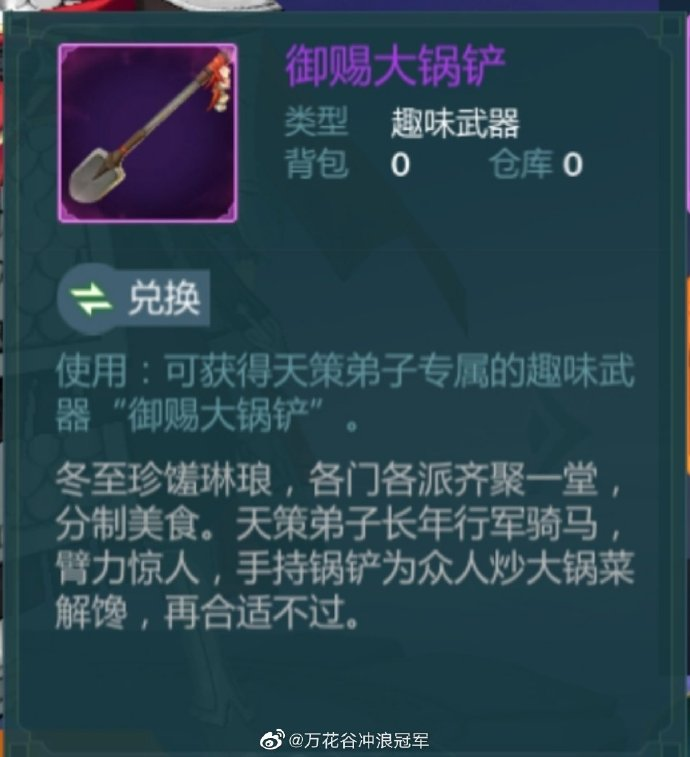 御赐大锅铲
类型 趣味武器
背包 0 仓库 0
兑换
使用：可获得天策弟子专属的趣味武
器“御赐大锅铲”。
冬至珍馐琳琅，各门各派齐聚一堂，
分制美食。天策弟子长年行军骑马，
臂力惊人，手持锅铲为众人炒大锅菜
解馋，再合适不过。
@万花谷冲浪冠军